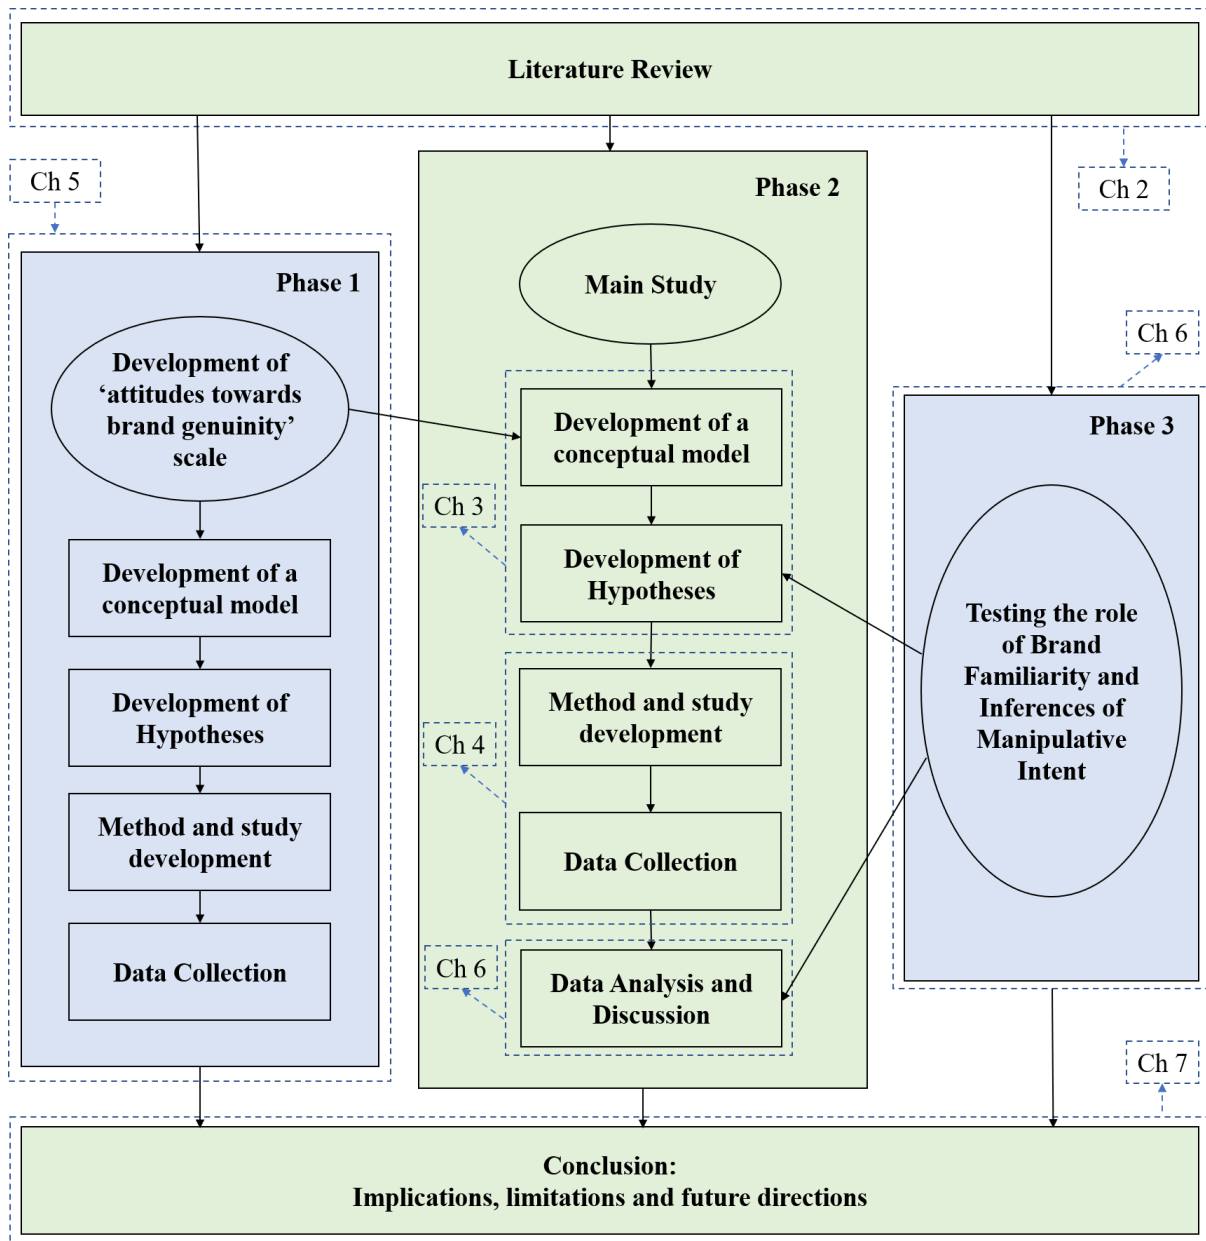 Literature Review
Ch 2
Ch 5
Phase 1
Development of
‘attitudes towards
brand genuinity’
scale
Development of a
conceptual model
Development of
Hypotheses
Method and study
development
Data Collection
Phase 2
Main Study
Development of a
conceptual model
Ch 3
Development of
Hypotheses
Method and study
development
Ch 4
Data Collection
Ch 6
Data Analysis and
Discussion
Ch 6
Phase 3
Testing the role
of Brand
Familiarity and
Inferences of
Manipulative
Intent
Ch 7
Conclusion:
Implications, limitations and future directions